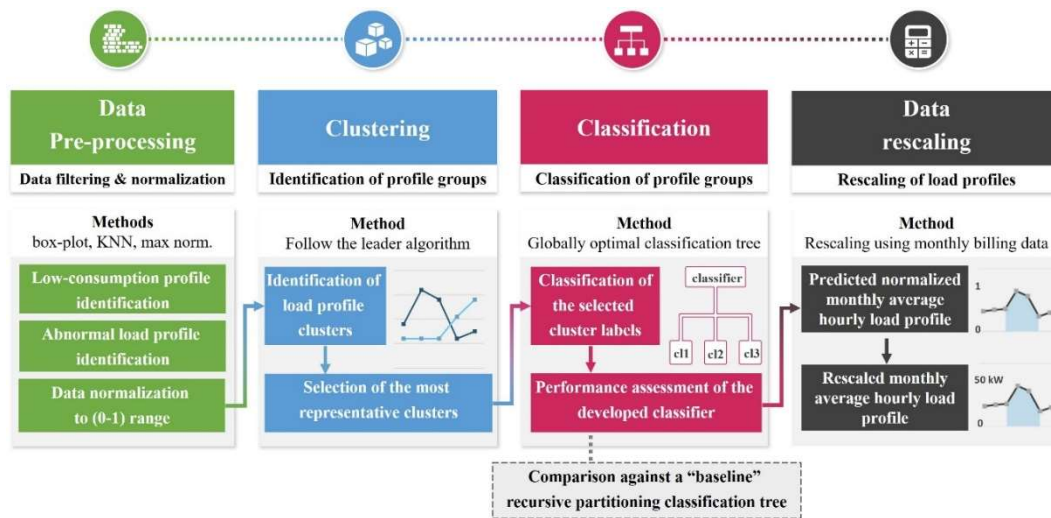 Data
Pre-processing
Data filtering & normalization
Methods
box-plot, KNN, max norm.
Low-consumption profile
identification
Abnormal load profile
identification
Data normalization
to (0-1) range
Clustering
Identification of profile groups
Method
Follow the leader algorithm
Identification of
load profile
clusters
Selection of the most
representative clusters
Classification
Classification of profile groups
Method
Globally optimal classification tree
Classification of
the selected
cluster labels
classifier
cl1
cl2
cl3
Performance assessment of the
developed classifier
Comparison against a “baseline”
recursive partitioning classification tree
Data
rescaling
Rescaling of load profiles
Method
Rescaling using monthly billing data
Predicted normalized
monthly average
hourly load profile
1
0
Rescaled monthly
average hourly load
profile
50 kW
0